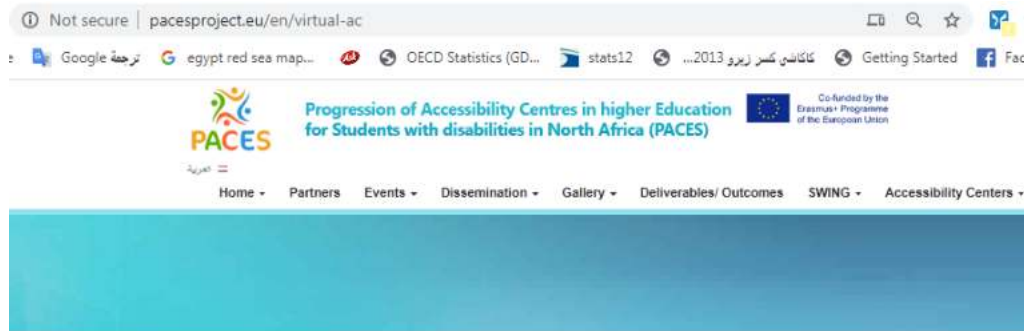 Not secure | pacesproject.eu/en/virtual-ac
ترجمة Google egypt red sea map... OECD Statistics (GD... stats12 كاكاشي كسر زيرو 2013... Getting Started Fac
PACES
Progression of Accessibility Centres in higher Education
for Students with disabilities in North Africa (PACES)
Co-funded by the
Erasmus+ Programme
of the European Union
العربية
Home Partners Events Dissemination Gallery Deliverables/ Outcomes SWING Accessibility Centers